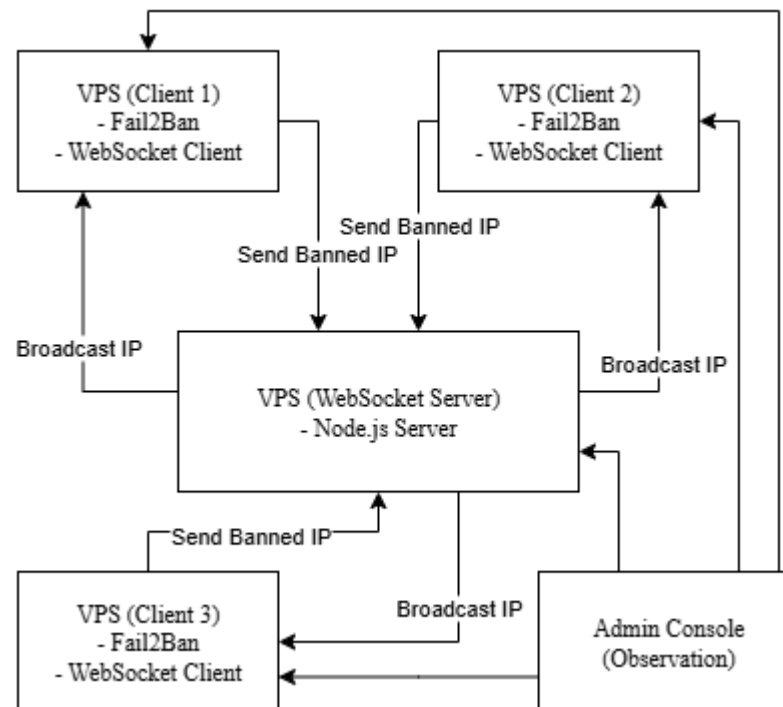 VPS (Client 1)
- Fail2Ban
- WebSocket Client
VPS (Client 2)
- Fail2Ban
- WebSocket Client
Send Banned IP
Send Banned IP
Broadcast IP
Broadcast IP
VPS (WebSocket Server)
- Node.js Server
Send Banned IP
Broadcast IP
VPS (Client 3)
- Fail2Ban
- WebSocket Client
Admin Console
(Observation)